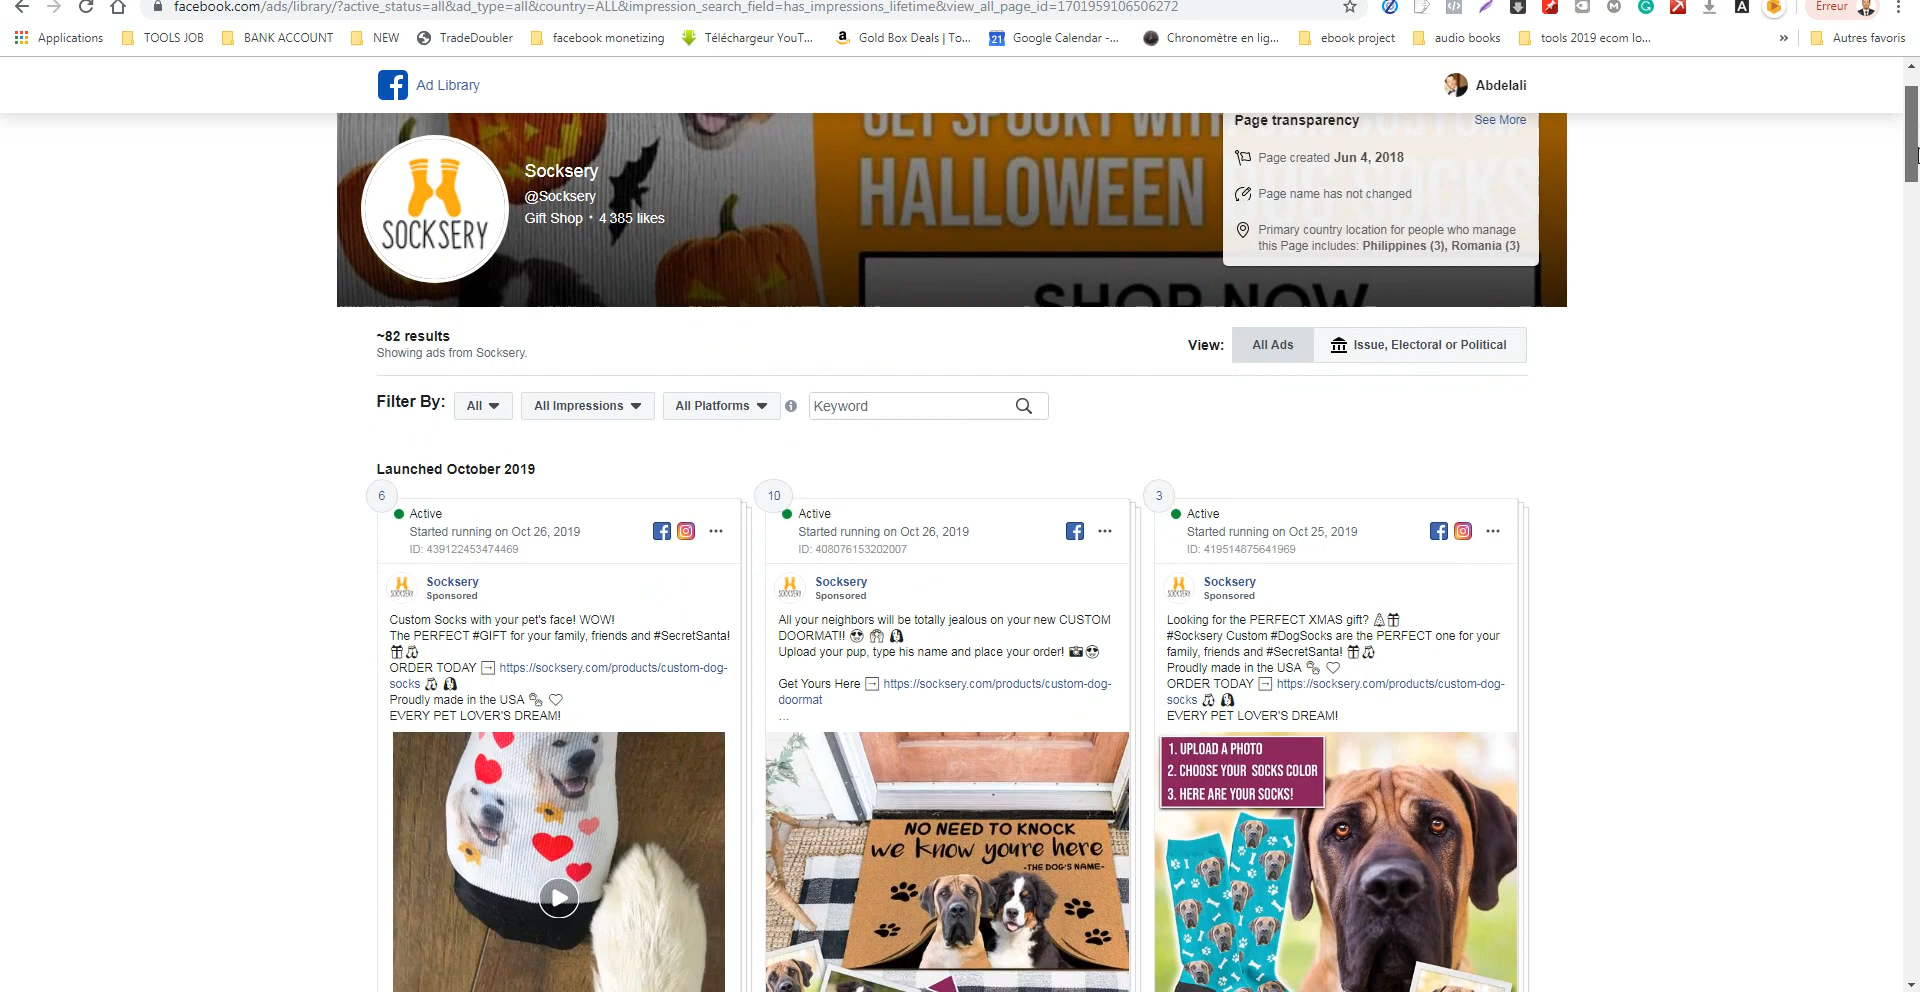 facebook.com/ads/library/?active_status=all&ad_type=all&country=ALL&impression_search_field=has_impressions_lifetime&view_all_page_id=1701959106506272
Erreur
Applications TOOLS JOB BANK ACCOUNT NEW TradeDoubler facebook monetizing Téléchargeur YouT... Gold Box Deals | To... Google Calendar -... Chronomètre en lig... ebook project audio books tools 2019 ecom lo... » Autres favoris
Ad Library
Abdelali
HALLOWEEN
SHOP NOW
SOCKSERY
Socksery
@Socksery
Gift Shop · 4 385 likes
Page transparency See More
Page created Jun 4, 2018
Page name has not changed
Primary country location for people who manage
this Page includes: Philippines (3), Romania (3)
~82 results
Showing ads from Socksery.
View: All Ads Issue, Electoral or Political
Filter By: All All Impressions All Platforms Keyword
Launched October 2019
6
Active
Started running on Oct 26, 2019
ID: 439122453474469
Socksery
Sponsored
Custom Socks with your pet's face! WOW!
The PERFECT #GIFT for your family, friends and #SecretSanta!
ORDER TODAY https://socksery.com/products/custom-dog-
socks
Proudly made in the USA
EVERY PET LOVER'S DREAM!
10
Active
Started running on Oct 26, 2019
ID: 408076153202007
Socksery
Sponsored
All your neighbors will be totally jealous on your new CUSTOM
DOORMAT!!
Upload your pup, type his name and place your order!
Get Yours Here https://socksery.com/products/custom-dog-
doormat
...
NO NEED TO KNOCK
we know youre here
-THE DOG'S NAME-
3
Active
Started running on Oct 25, 2019
ID: 419514875641969
Socksery
Sponsored
Looking for the PERFECT XMAS gift?
#Socksery Custom #DogSocks are the PERFECT one for your
family, friends and #SecretSanta!
Proudly made in the USA
ORDER TODAY https://socksery.com/products/custom-dog-
socks
EVERY PET LOVER'S DREAM!
1. UPLOAD A PHOTO
2. CHOOSE YOUR SOCKS COLOR
3. HERE ARE YOUR SOCKS!